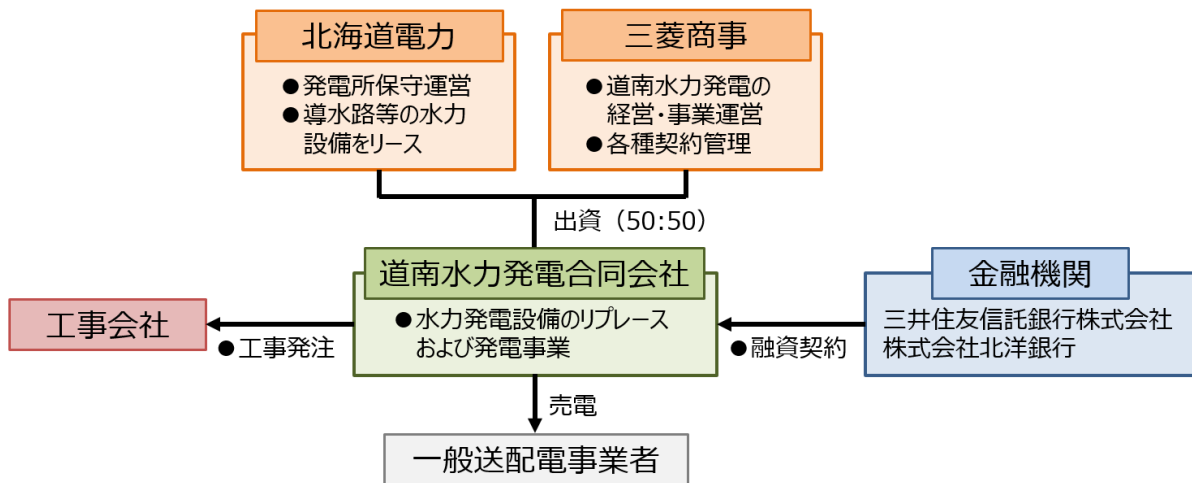 北海道電力
●発電所保守運営
●導水路等の水力
設備をリース
三菱商事
●道南水力発電の
経営・事業運営
●各種契約管理
出資（50:50）
道南水力発電合同会社
●水力発電設備のリプレース
および発電事業
金融機関
三井住友信託銀行株式会社
株式会社北洋銀行
工事会社
●工事発注
●融資契約
売電
一般送配電事業者